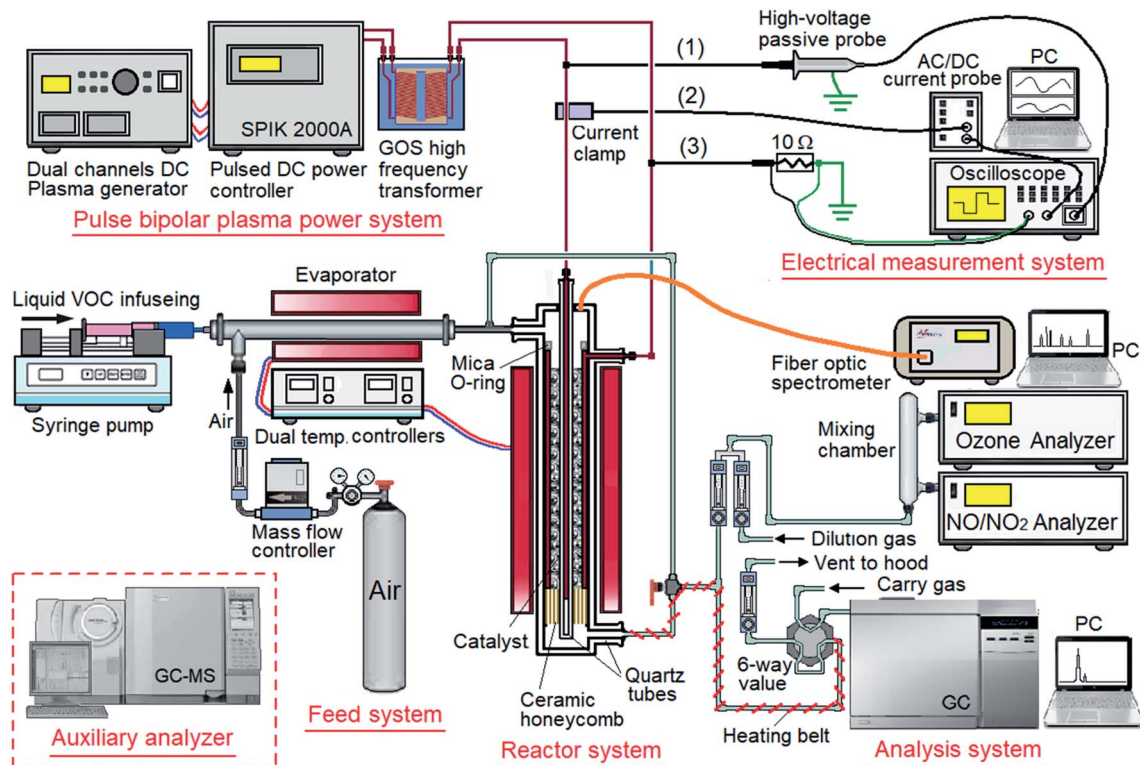 SPIK 2000A
Dual channels DC
Plasma generator
Pulsed DC power
controller
GOS high
frequency
transformer
Pulse bipolar plasma power system
(1)
(2)
(3)
High-voltage
passive probe
AC/DC
current probe
PC
Current
clamp
10 Ω
Oscilloscope
Electrical measurement system
Liquid VOC infuseing
Evaporator
Syringe pump
Air
Dual temp. controllers
Mass flow
controller
Air
Feed system
GC-MS
Auxiliary analyzer
Mica
O-ring
Catalyst
Ceramic
honeycomb
Quartz
tubes
Reactor system
Fiber optic
spectrometer
PC
Mixing
chamber
Ozone Analyzer
NO/NO2 Analyzer
Dilution gas
Vent to hood
Carry gas
6-way
value
Heating belt
GC
PC
Analysis system